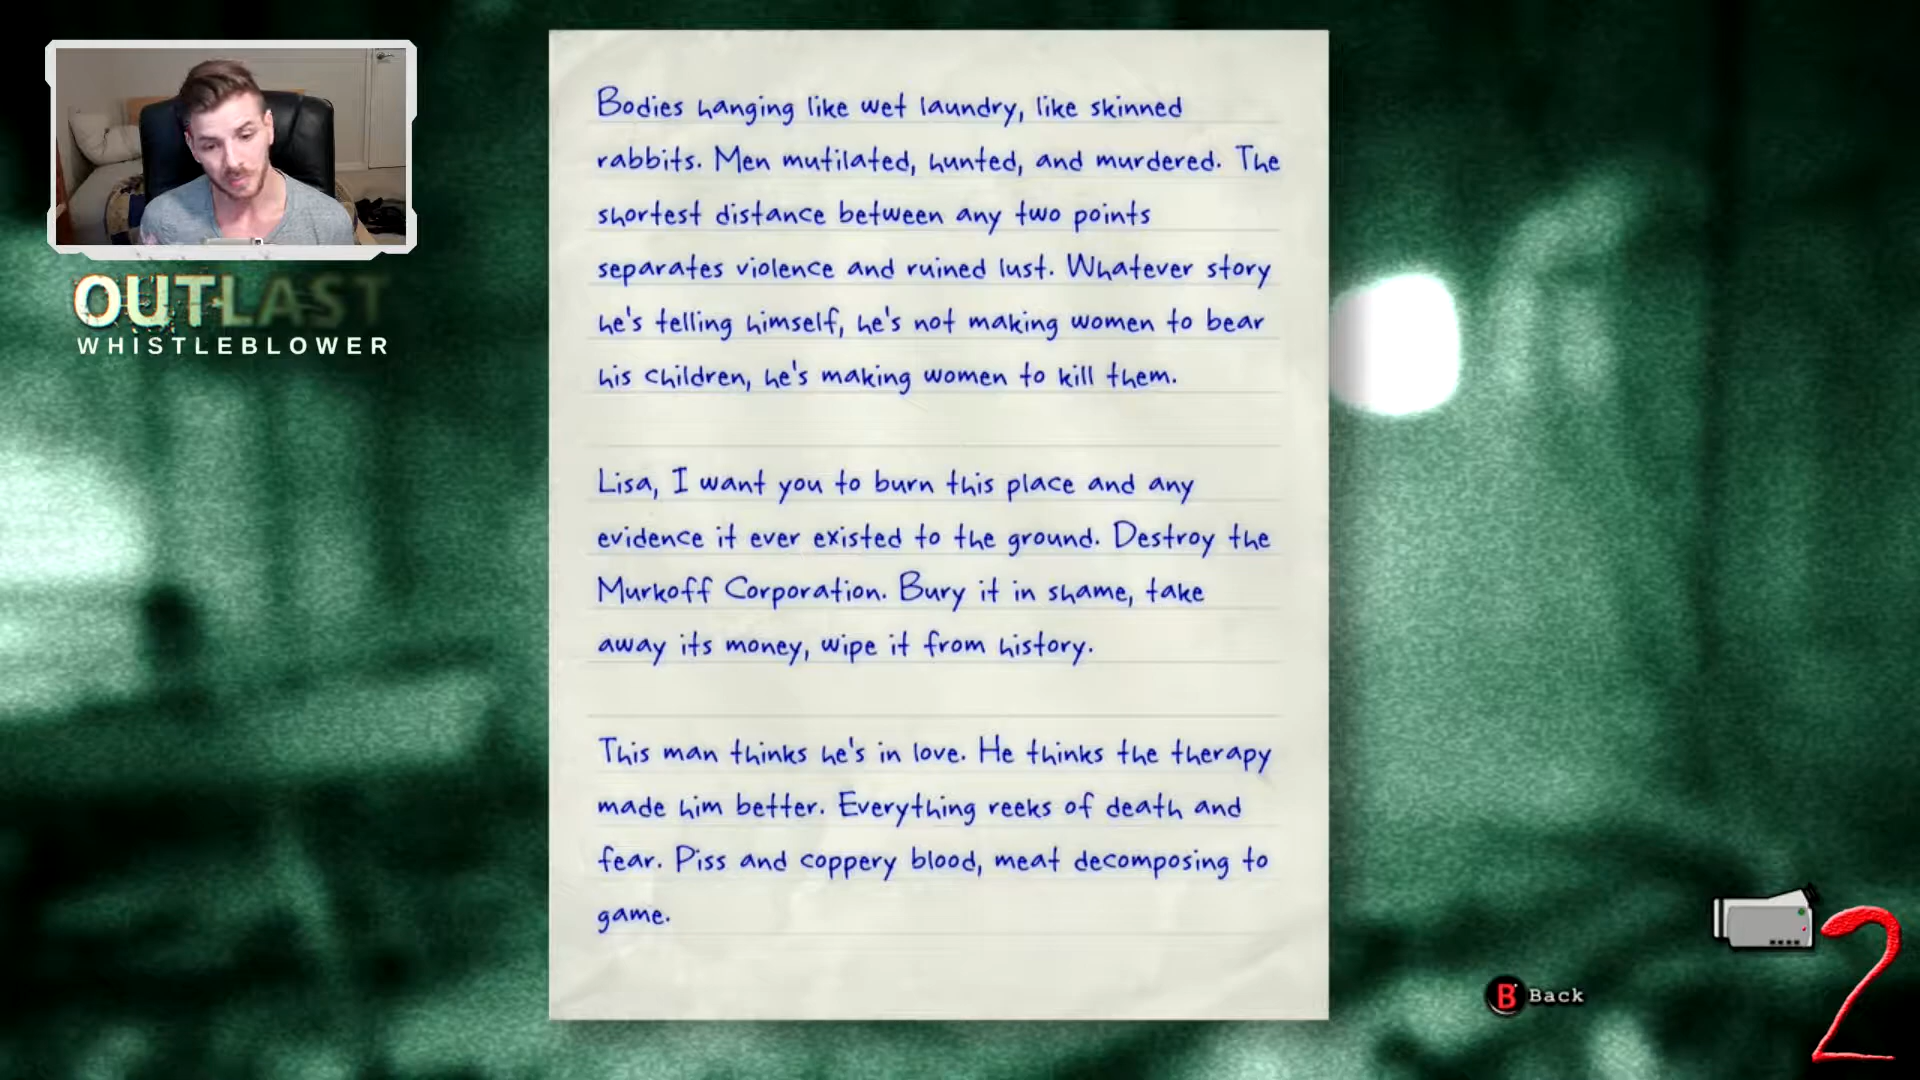 OUTLAST
WHISTLEBLOWER
Bodies hanging like wet laundry, like skinned
rabbits. Men mutilated, hunted, and murdered. The
shortest distance between any two points
separates violence and ruined lust. Whatever story
he's telling himself, he's not making women to bear
his children, he's making women to kill them.
Lisa, I want you to burn this place and any
evidence it ever existed to the ground. Destroy the
Murkoff Corporation. Bury it in shame, take
away its money, wipe it from history.
This man thinks he's in love. He thinks the therapy
made him better. Everything reeks of death and
fear. Piss and coppery blood, meat decomposing to
game.
B Back
2